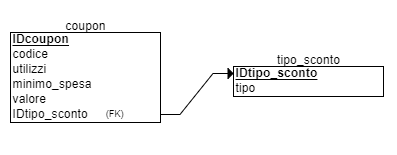 coupon
IDcoupon
codice
utilizzi
minimo_spesa
valore
IDtipo_sconto (FK)
tipo_sconto
IDtipo_sconto
tipo